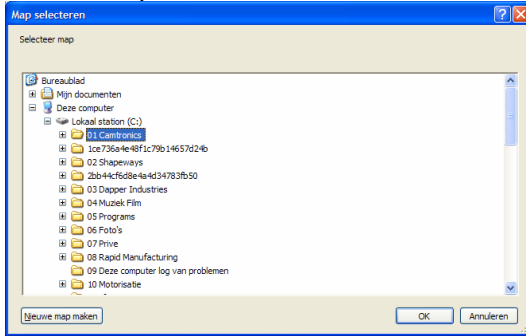 Map selecteren
Selecteer map
Bureaublad
Mijn documenten
Deze computer
Lokaal station (C:)
01 Camtronics
1ce736a4e48f1c79b14657d24b
02 Shapeways
2bb44cf6d8e4a4d34783fb50
03 Dapper Industries
04 Muziek Film
05 Programs
06 Foto's
07 Prive
08 Rapid Manufacturing
09 Deze computer log van problemen
10 Motorisatie
Nieuwe map maken
OK
Annuleren